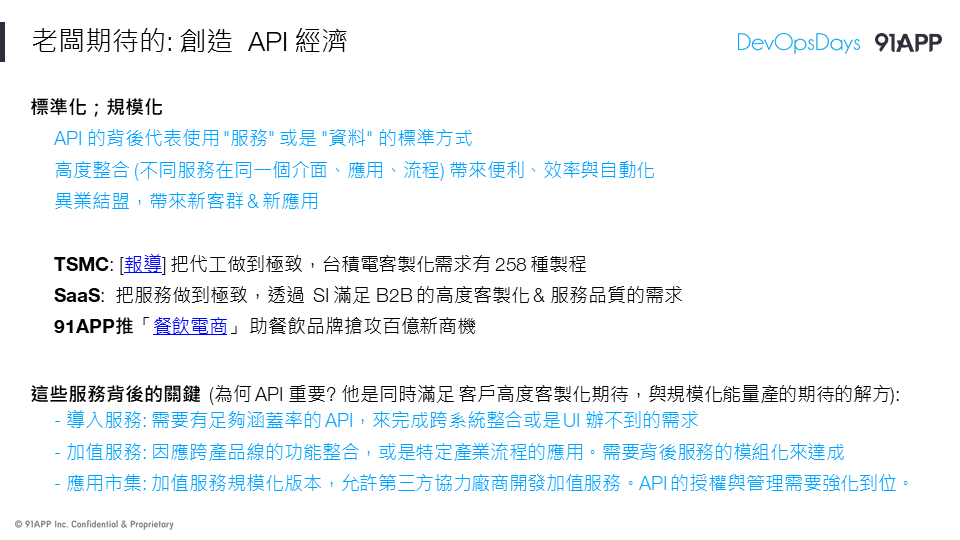 老闆期待的: 創造 API 經濟
DevOpsDays 91APP
標準化；規模化
API 的背後代表使用 "服務" 或是 "資料" 的標準方式
高度整合 (不同服務在同一個介面、應用、流程) 帶來便利、效率與自動化
異業結盟，帶來新客群 & 新應用
TSMC: [報導] 把代工做到極致，台積電客製化需求有 258 種製程
SaaS: 把服務做到極致，透過 SI 滿足 B2B 的高度客製化 & 服務品質的需求
91APP推「餐飲電商」助餐飲品牌搶攻百億新商機
這些服務背後的關鍵 (為何 API 重要? 他是同時滿足 客戶高度客製化期待，與規模化能量產的期待的解方):
- 導入服務: 需要有足夠涵蓋率的 API，來完成跨系統整合或是 UI 辦不到的需求
- 加值服務: 因應跨產品線的功能整合，或是特定產業流程的應用。需要背後服務的模組化來達成
- 應用市集: 加值服務規模化版本，允許第三方協力廠商開發加值服務。API 的授權與管理需要強化到位。
© 91APP Inc. Confidential & Proprietary